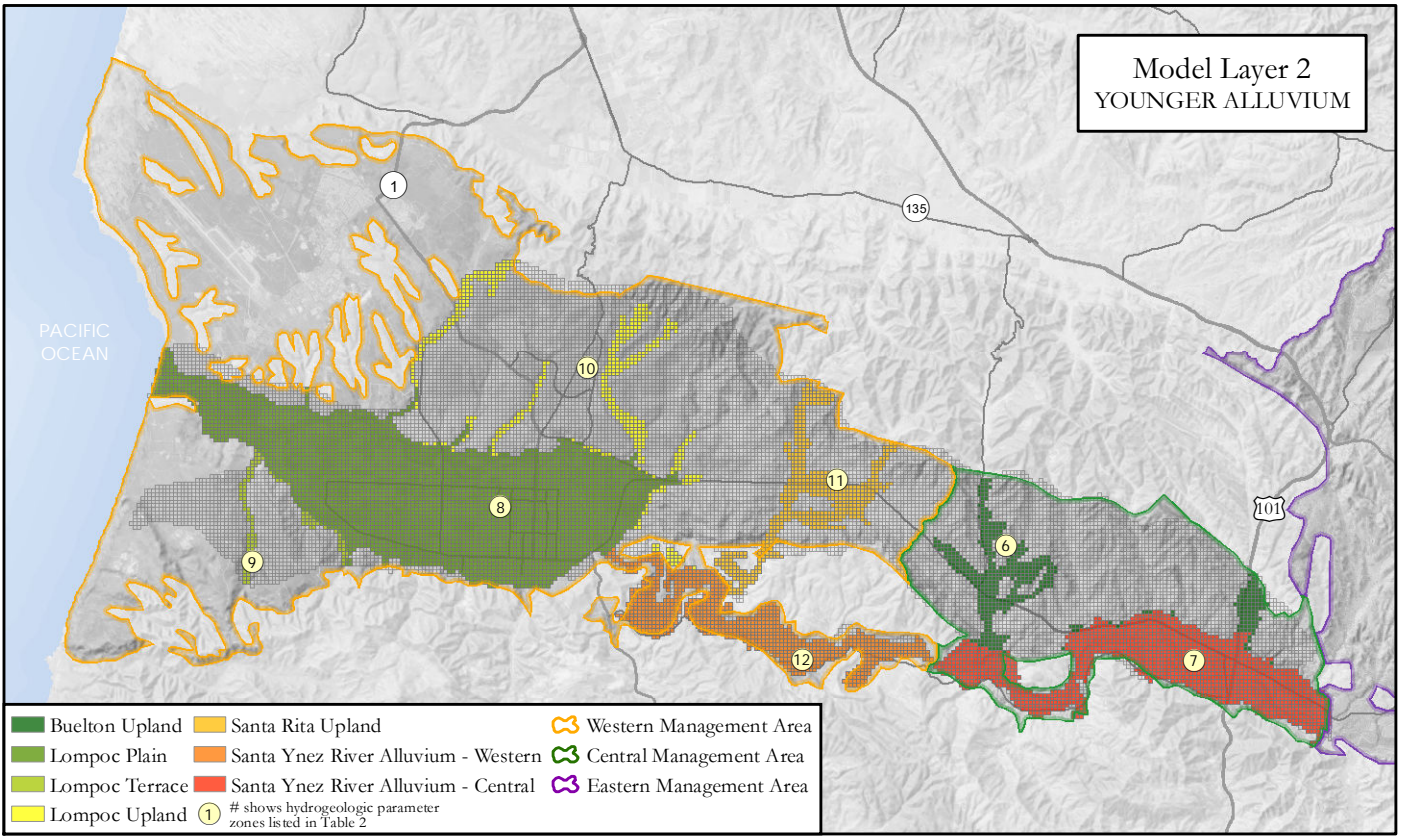 Model Layer 2
YOUNGER ALLUVIUM
1
135
PACIFIC
OCEAN
10
11
8
101
6
9
12
7
Buelton Upland
Lompoc Plain
Lompoc Terrace
Lompoc Upland
Santa Rita Upland
Santa Ynez River Alluvium - Western
Santa Ynez River Alluvium - Central
1
# shows hydrogeologic parameter
zones listed in Table 2
Western Management Area
Central Management Area
Eastern Management Area